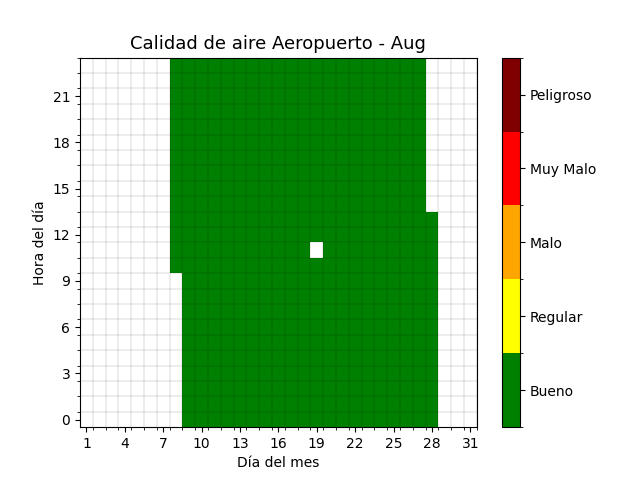 Calidad de aire Aeropuerto - Aug
Hora del día
21
18
15
12
9
6
3
0
1 4 7 10 13 16 19 22 25 28 31
Día del mes
Peligroso
Muy Malo
Malo
Regular
Bueno